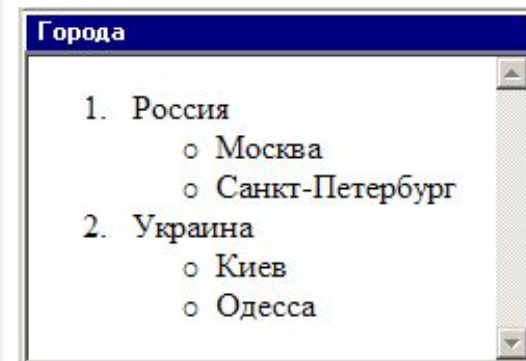 Города
1. Россия
○ Москва
○ Санкт-Петербург
2. Украина
○ Киев
○ Одесса